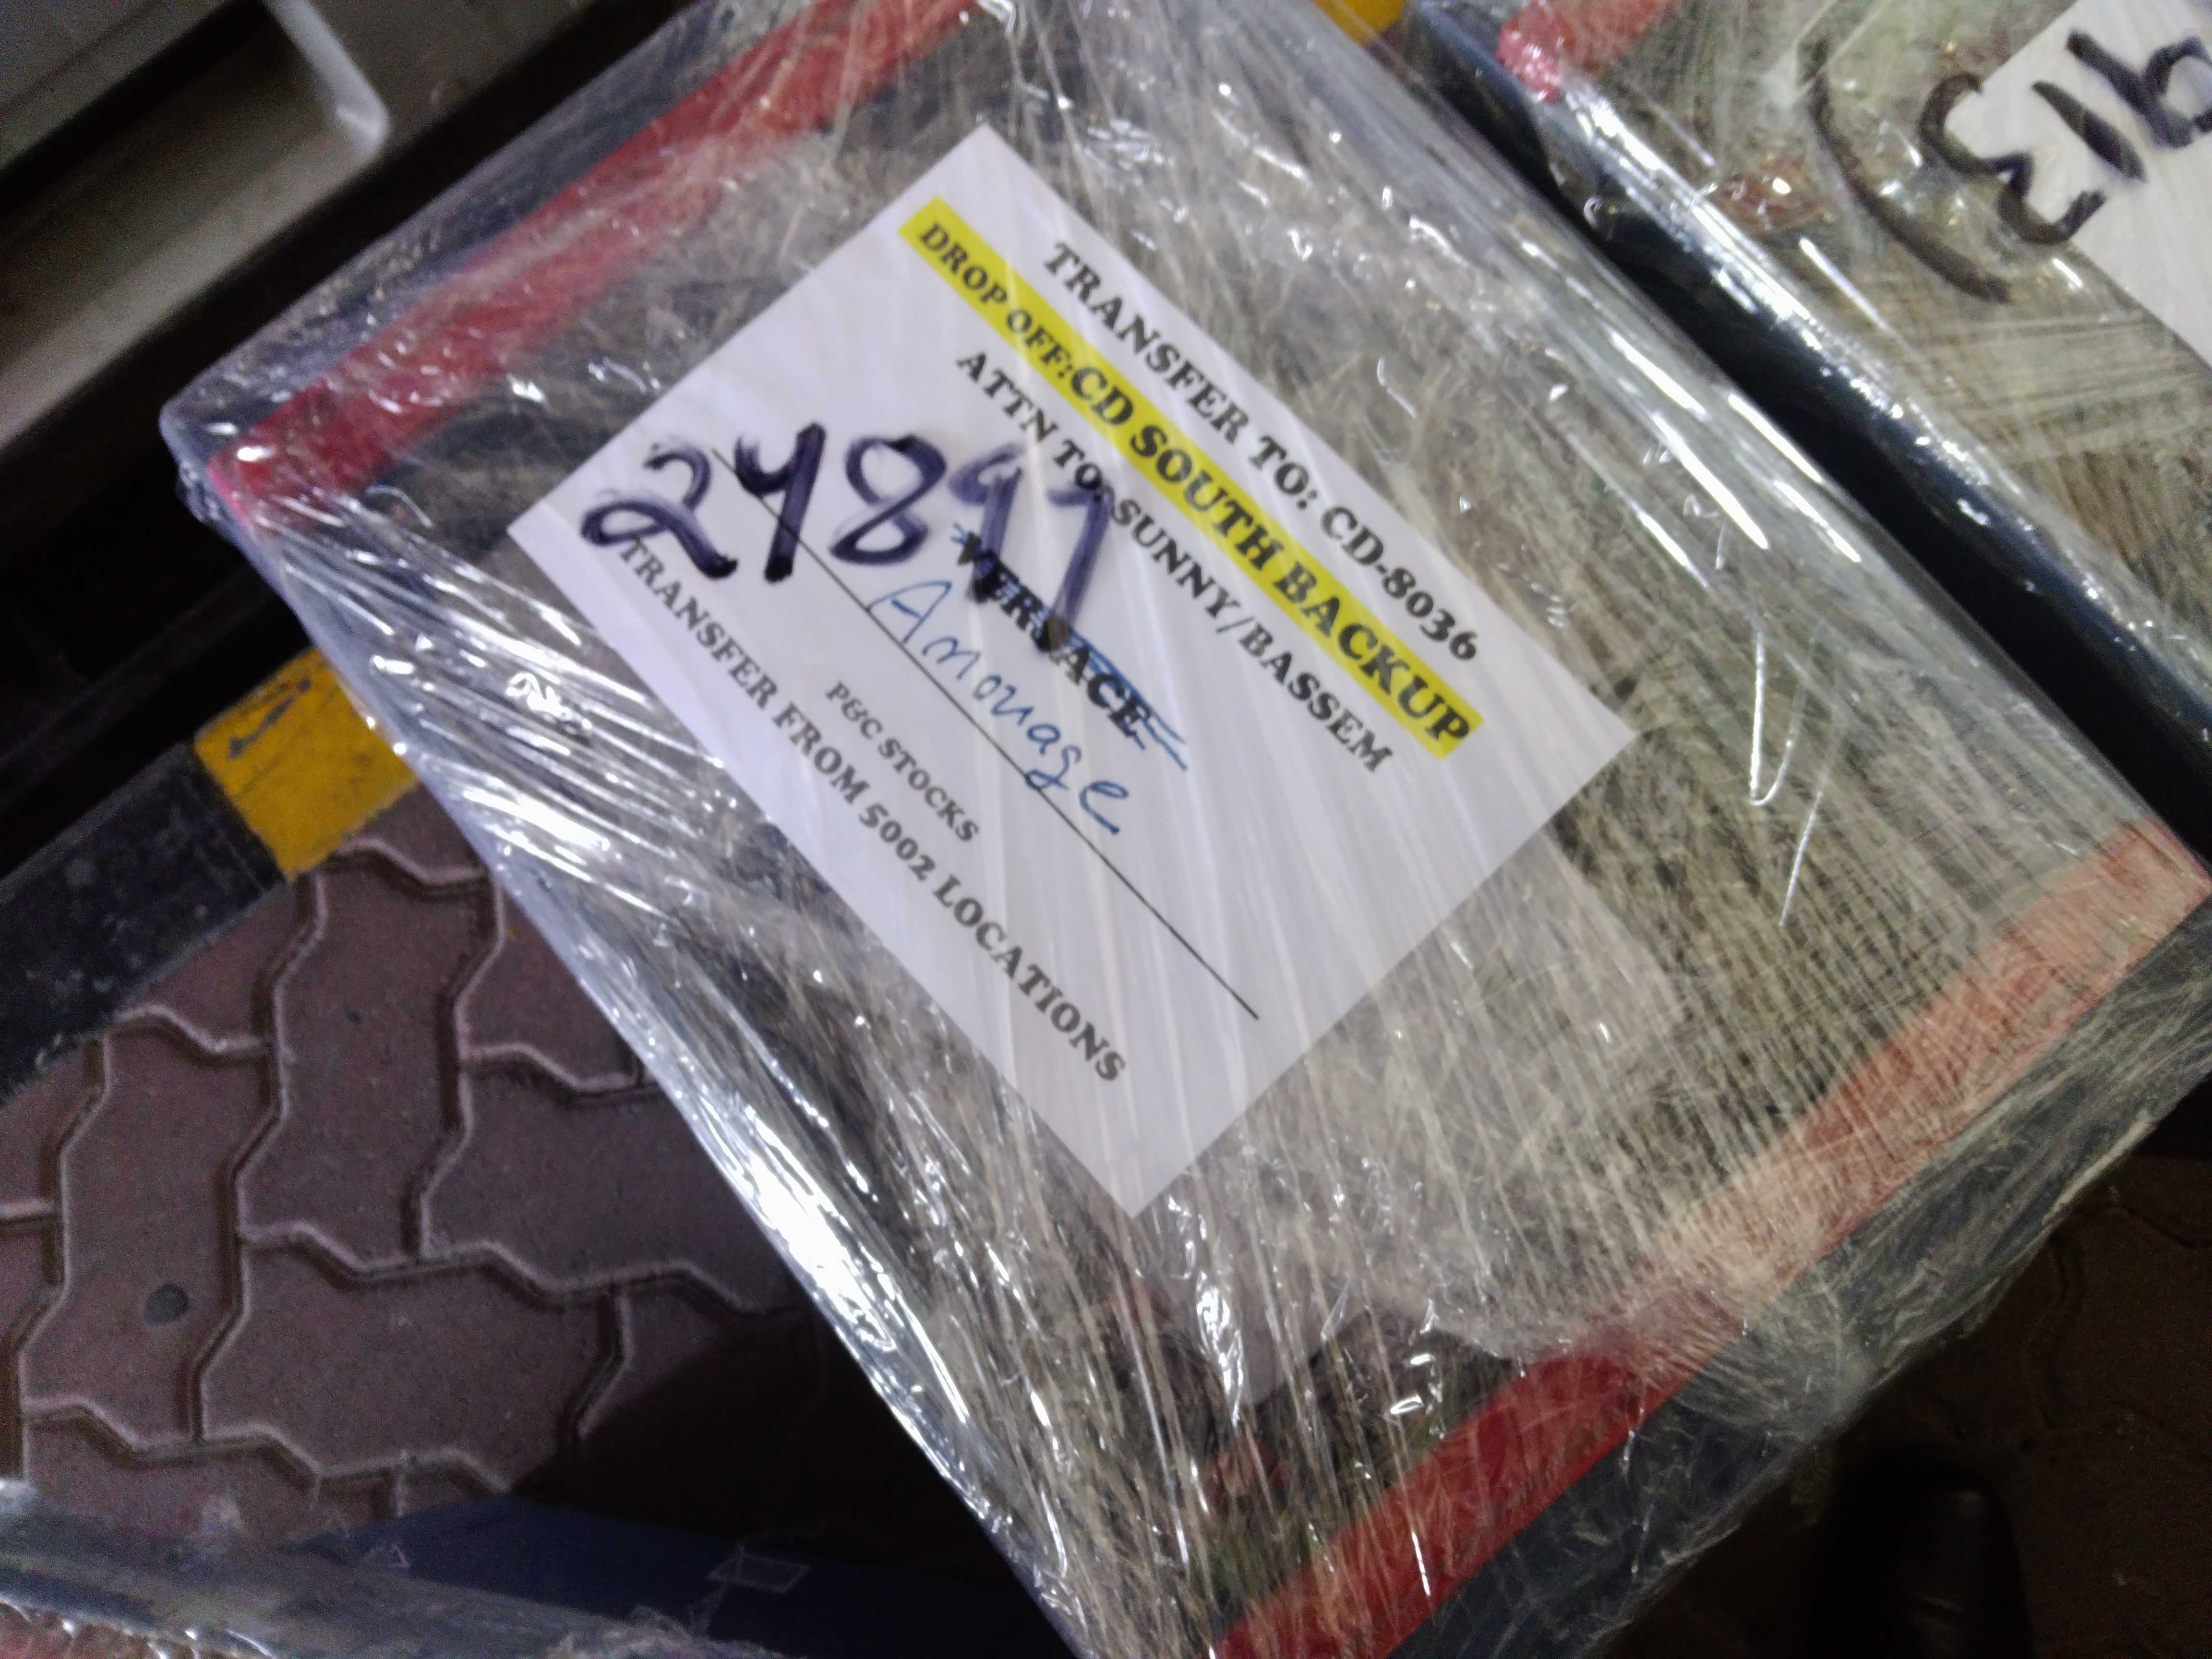 TRANSFER TO: CD-8036
DROP OFF:CD SOUTH BACKUP
ATTN TO: SUNNY/BASSEM
24897
VERSACE
Amouage
P&C STOCKS
TRANSFER FROM 5002 LOCATIONS